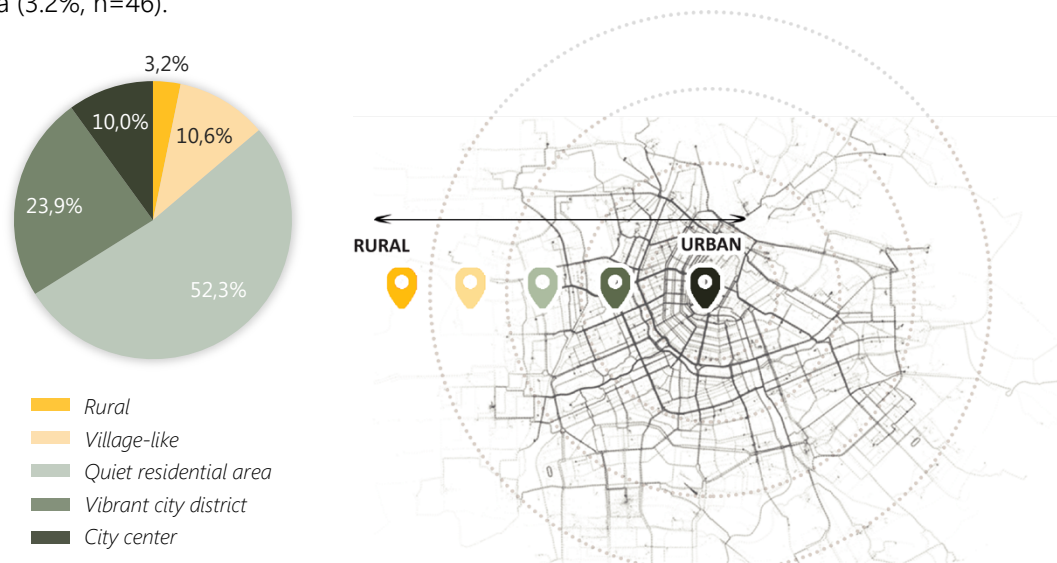 a (3.2%, n=46).
3,2%
10,0%
10,6%
23,9%
52,3%
RURAL
URBAN
Rural
Village-like
Quiet residential area
Vibrant city district
City center